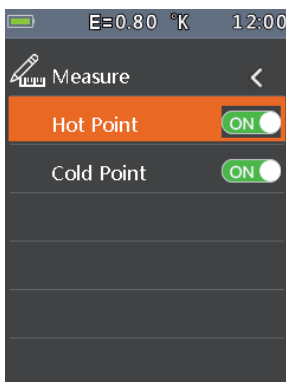 E=0.80 °K 12:00
Measure <
Hot Point ON
Cold Point ON